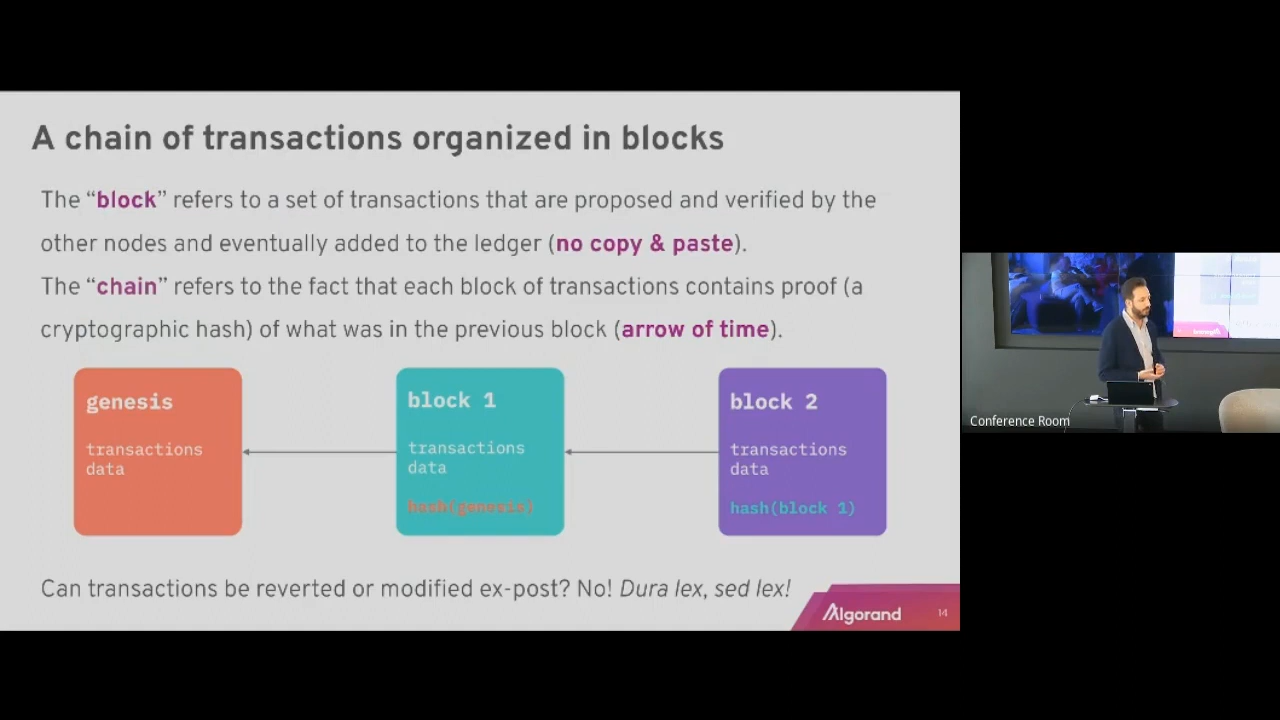 A chain of transactions organized in blocks
The “block” refers to a set of transactions that are proposed and verified by the
other nodes and eventually added to the ledger (no copy & paste).
The “chain” refers to the fact that each block of transactions contains proof (a
cryptographic hash) of what was in the previous block (arrow of time).
genesis
transactions
data
block 1
transactions
data
hash(genesis)
block 2
transactions
data
hash(block 1)
Can transactions be reverted or modified ex-post? No! Dura lex, sed lex!
Algorand
14
Conference Room